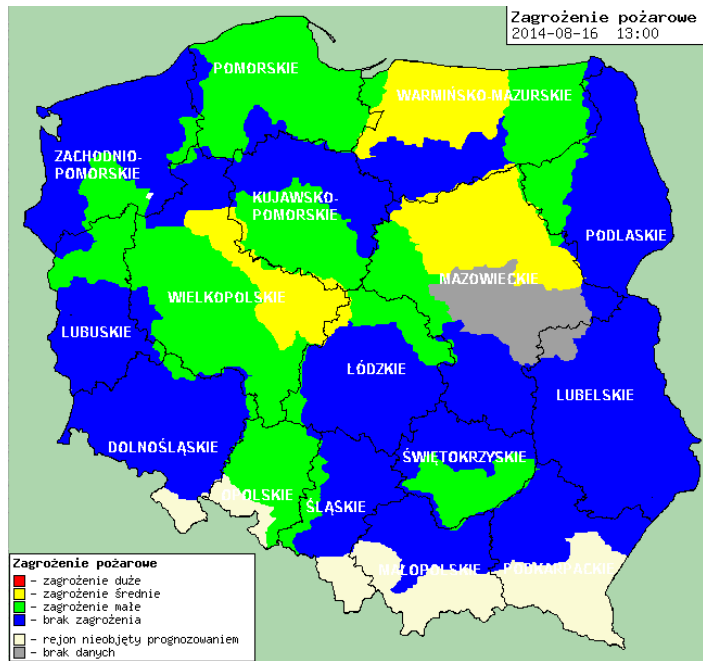 Zagrożenie pożarowe
2014-08-16 13:00
POMORSKIE
WARMIŃSKO-MAZURSKIE
ZACHODNIO-
POMORSKIE
KUJAWSKO-
POMORSKIE
PODLASKIE
MAZOWIECKIE
WIELKOPOLSKIE
LUBUSKIE
ŁÓDZKIE
LUBELSKIE
DOLNOŚLĄSKIE
ŚWIĘTOKRZYSKIE
OPOLSKIE
ŚLĄSKIE
MAŁOPOLSKIE
PODKARPACKIE
Zagrożenie pożarowe
- zagrożenie duże
- zagrożenie średnie
- zagrożenie małe
- brak zagrożenia
- rejon nieobjęty prognozowaniem
- brak danych